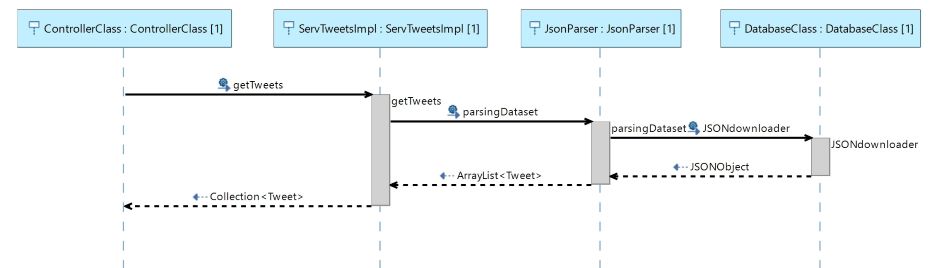 ControllerClass : ControllerClass [1]
ServTweetsImpl : ServTweetsImpl [1]
JsonParser : JsonParser [1]
DatabaseClass : DatabaseClass [1]
getTweets
getTweets
parsingDataset
parsingDataset
JSONdownloader
JSONdownloader
JSONObject
ArrayList<Tweet>
Collection<Tweet>